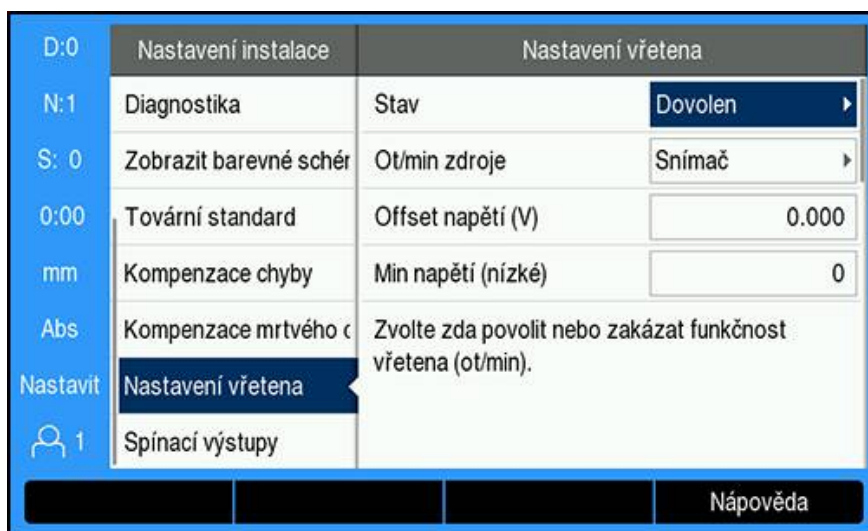 D:0
N:1
S: 0
0:00
mm
Abs
Nastavit
1
Nastavení instalace
Diagnostika
Zobrazit barevné schér
Tovární standard
Kompenzace chyby
Kompenzace mrtvého c
Nastavení vřetena
Spínací výstupy
Nastavení vřetena
Stav
Dovolen
Ot/min zdroje
Snímač
Offset napětí (V)
0.000
Min napětí (nízké)
0
Zvolte zda povolit nebo zakázat funkčnost
vřetena (ot/min).
Nápověda